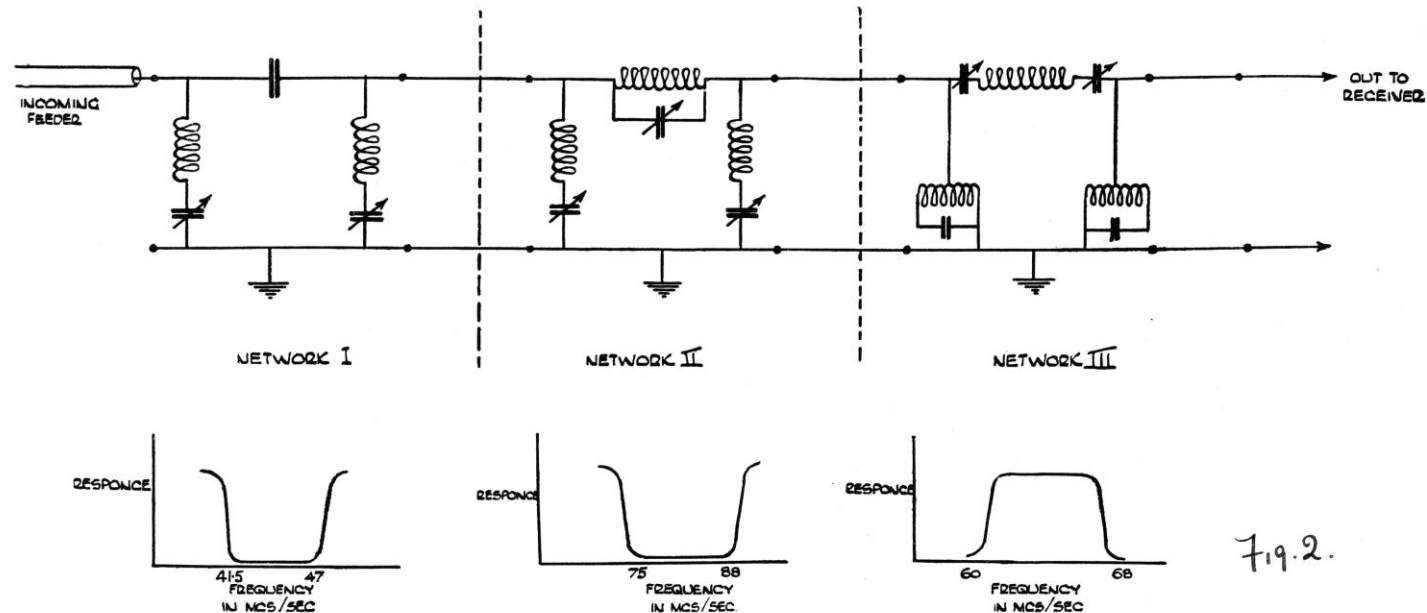 INCOMING
FEEDER
OUT TO
RECEIVER
NETWORK I
NETWORK II
NETWORK III
RESPONCE
41·5
47
FREQUENCY
IN MCS/SEC
RESPONCE
75
88
FREQUENCY
IN MCS/SEC.
RESPONCE
60
68
FREQUENCY
IN MCS/SEC
Fig. 2.